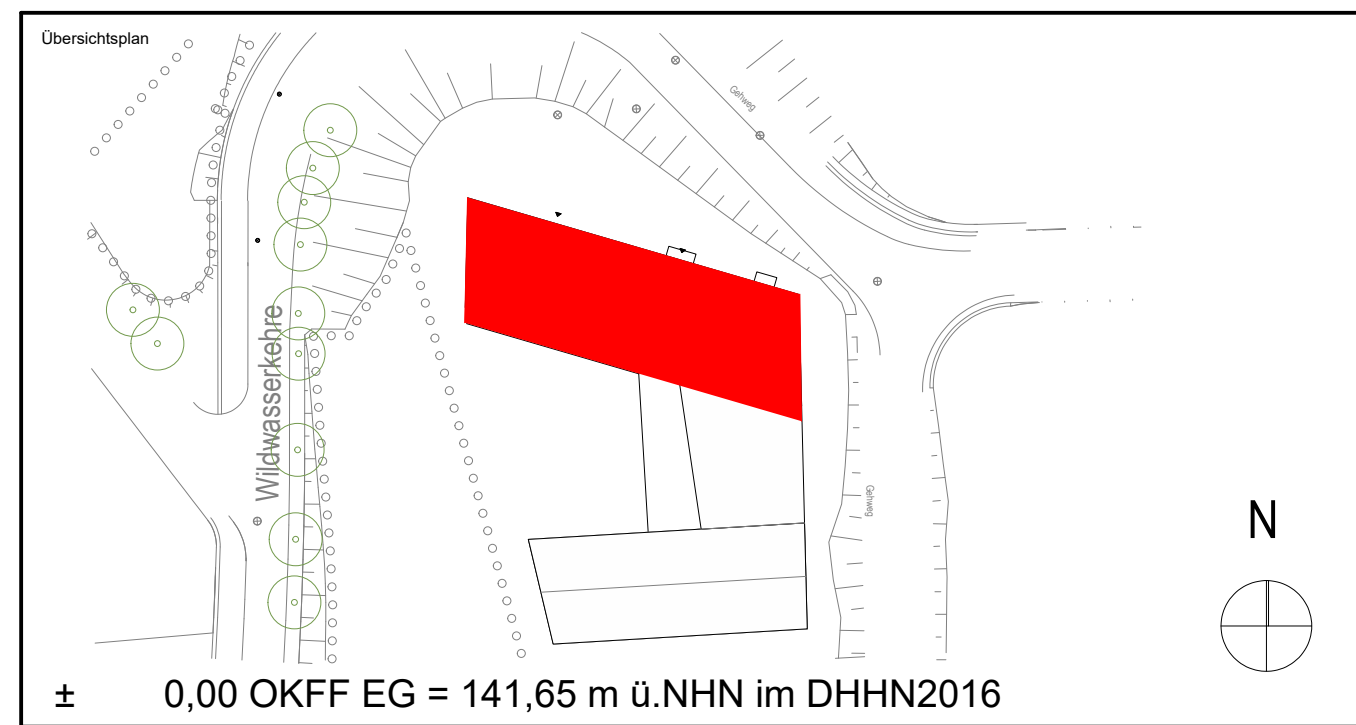 Übersichtsplan
Gehweg
Wildwasserkehre
Gehweg
N
± 0,00 OKFF EG = 141,65 m ü.NHN im DHHN2016